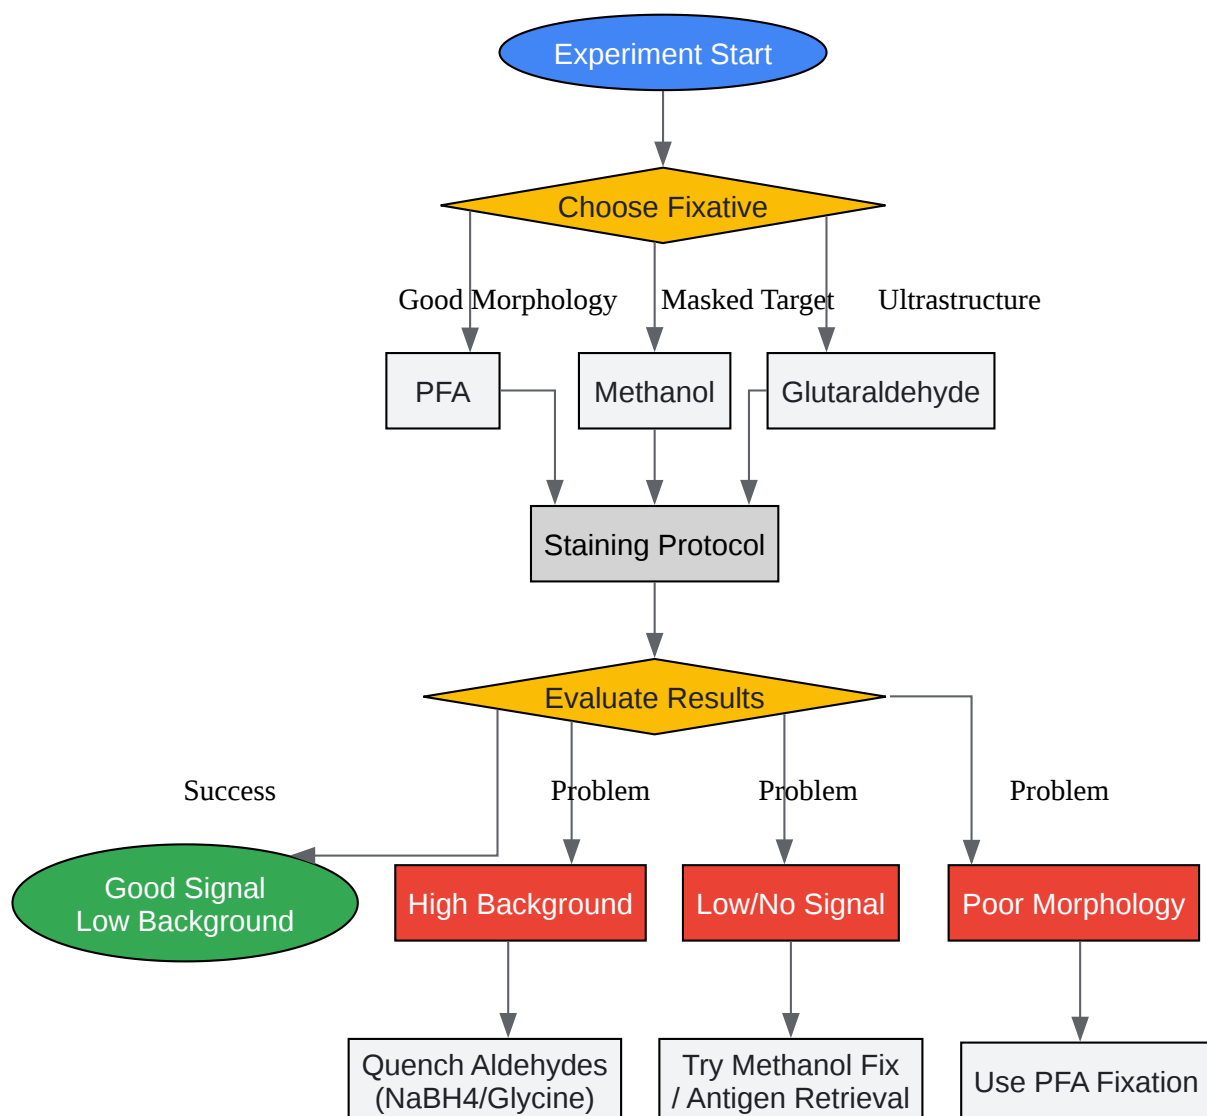 Experiment Start
Choose Fixative
Good Morphology
Masked Target
Ultrastructure
PFA
Methanol
Glutaraldehyde
Staining Protocol
Evaluate Results
Success
Problem
Problem
Problem
Good Signal
Low Background
High Background
Low/No Signal
Poor Morphology
Quench Aldehydes
(NaBH4/Glycine)
Try Methanol Fix
/ Antigen Retrieval
Use PFA Fixation